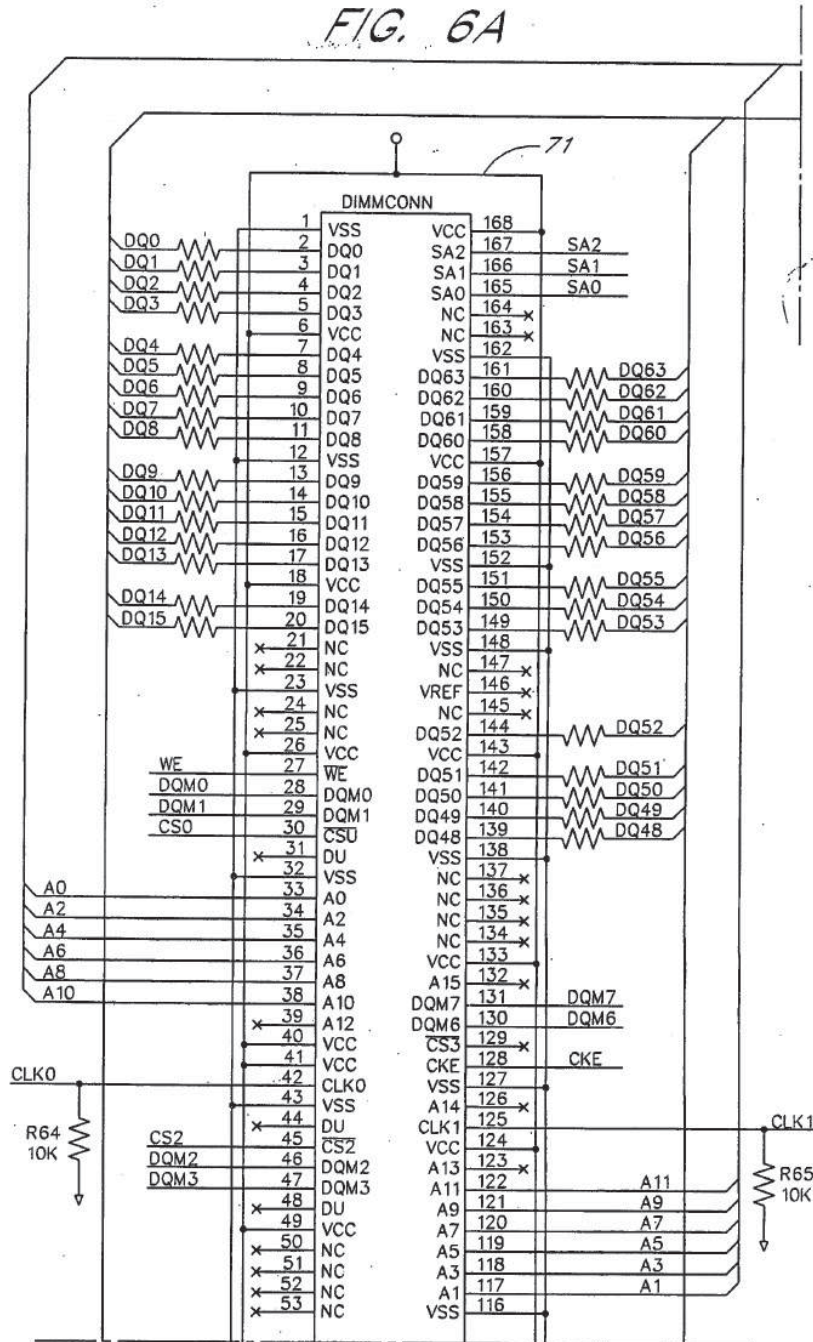 FIG. 6A
71
DIMMCONN
1 VSS VCC 168
DQ0 2 DQ0 SA2 167 SA2
DQ1 3 DQ1 SA1 166 SA1
DQ2 4 DQ2 SA0 165 SA0
DQ3 5 DQ3 NC 164
6 VCC NC 163
DQ4 7 DQ4 VSS 162
DQ5 8 DQ5 DQ63 161 DQ63
DQ6 9 DQ6 DQ62 160 DQ62
DQ7 10 DQ7 DQ61 159 DQ61
DQ8 11 DQ8 DQ60 158 DQ60
12 VSS VCC 157
DQ9 13 DQ9 DQ59 156 DQ59
DQ10 14 DQ10 DQ58 155 DQ58
DQ11 15 DQ11 DQ57 154 DQ57
DQ12 16 DQ12 DQ56 153 DQ56
DQ13 17 DQ13 VSS 152
18 VCC DQ55 151 DQ55
DQ14 19 DQ14 DQ54 150 DQ54
DQ15 20 DQ15 DQ53 149 DQ53
21 NC VSS 148
22 NC NC 147
23 VSS VREF 146
24 NC NC 145
25 NC DQ52 144 DQ52
26 VCC VCC 143
WE 27 WE DQ51 142 DQ51
DQM0 28 DQM0 DQ50 141 DQ50
DQM1 29 DQM1 DQ49 140 DQ49
CS0 30 CSU DQ48 139 DQ48
31 DU VSS 138
32 VSS NC 137
A0 33 A0 NC 136
A2 34 A2 NC 135
A4 35 A4 NC 134
A6 36 A6 VCC 133
A8 37 A8 A15 132
A10 38 A10 DQM7 131 DQM7
39 A12 DQM6 130 DQM6
40 VCC CS3 129
41 VCC CKE 128 CKE
CLK0 42 CLK0 VSS 127
43 VSS A14 126
44 DU CLK1 125 CLK1
R64
10K
CS2 45 CS2 VCC 124
DQM2 46 DQM2 A13 123
DQM3 47 DQM3 A11 122 A11
R65
10K
48 DU A9 121 A9
49 VCC A7 120 A7
50 NC A5 119 A5
51 NC A3 118 A3
52 NC A1 117 A1
53 NC VSS 116